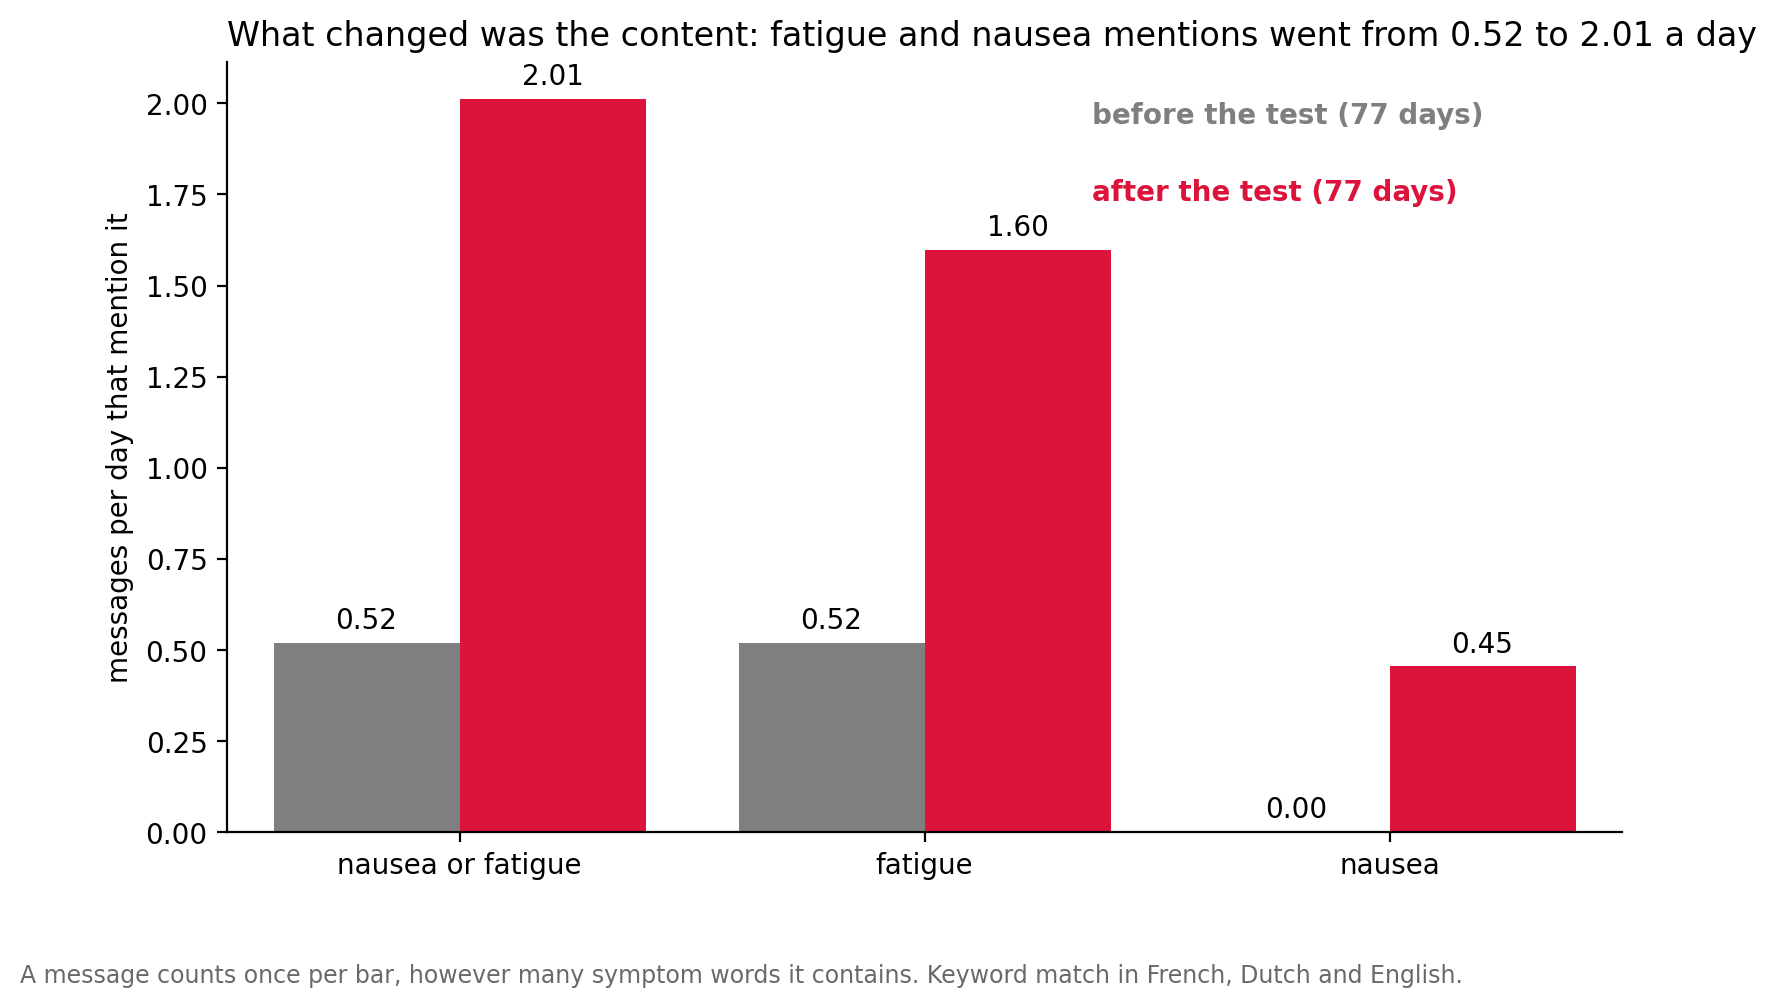 What changed was the content: fatigue and nausea mentions went from 0.52 to 2.01 a day
messages per day that mention it
2.00
1.75
1.50
1.25
1.00
0.75
0.50
0.25
0.00
before the test (77 days)
after the test (77 days)
0.52
2.01
0.52
1.60
0.00
0.45
nausea or fatigue
fatigue
nausea
A message counts once per bar, however many symptom words it contains. Keyword match in French, Dutch and English.